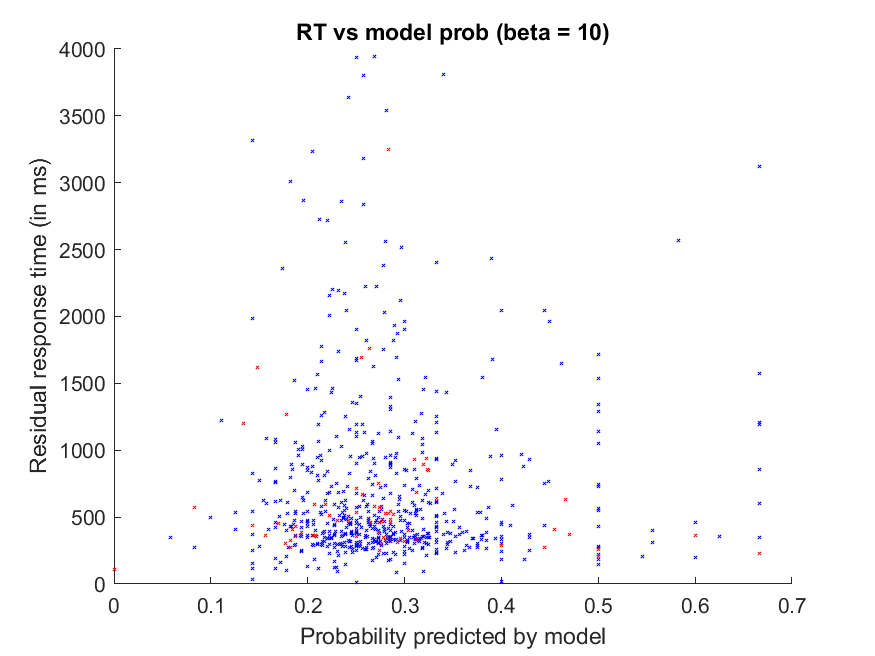 RT vs model prob (beta = 10)
Residual response time (in ms)
4000
3500
3000
2500
2000
1500
1000
500
0
0 0.1 0.2 0.3 0.4 0.5 0.6 0.7
Probability predicted by model